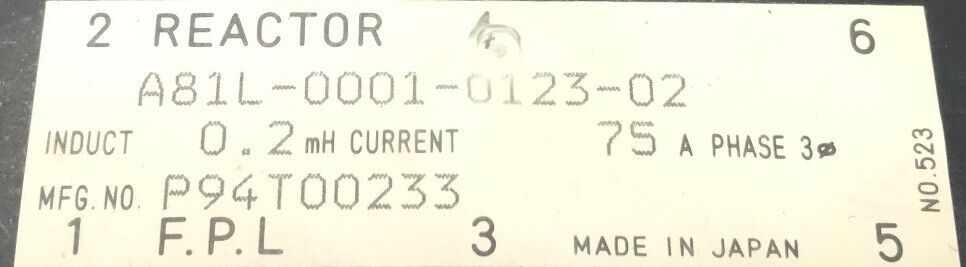 2 REACTOR 6
A81L-0001-0123-02
INDUCT 0.2 mH CURRENT 75 A PHASE 3ø
MFG. NO. P94T00233
1 F.P.L 3 MADE IN JAPAN 5
NO.523